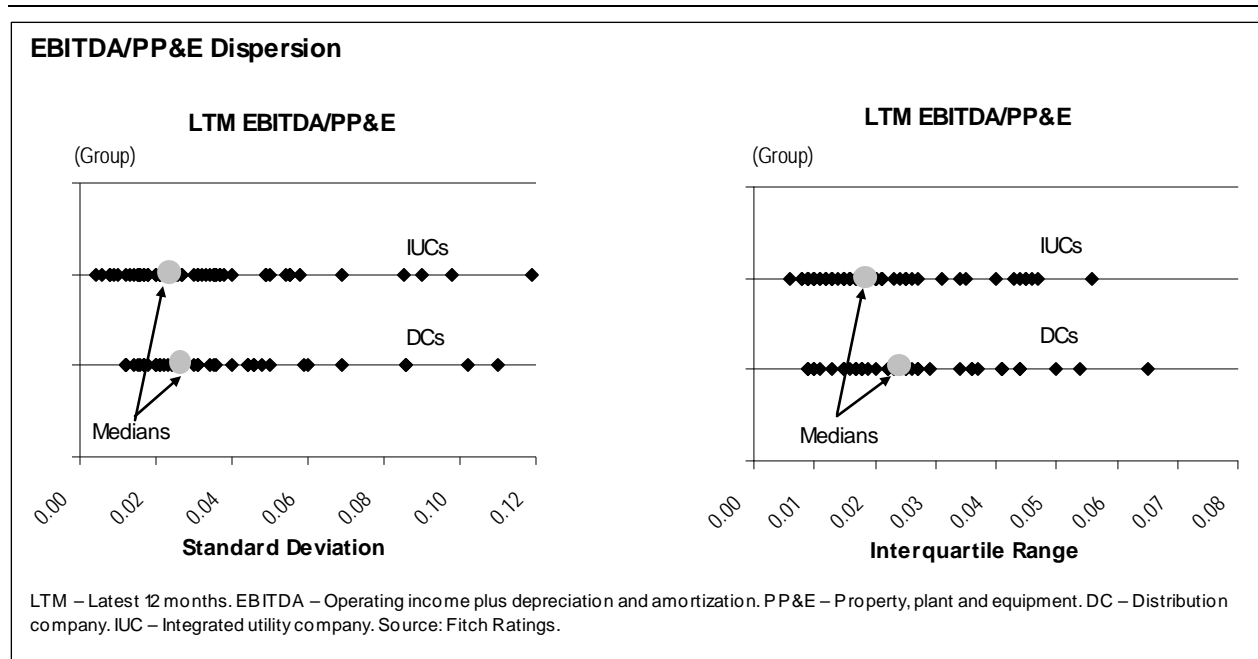 EBITDA/PP&E Dispersion
LTM EBITDA/PP&E
(Group)
IUCs
DCs
Medians
0.00
0.02
0.04
0.06
0.08
0.10
0.12
Standard Deviation
LTM EBITDA/PP&E
(Group)
IUCs
DCs
Medians
0.00
0.01
0.02
0.03
0.04
0.05
0.06
0.07
0.08
Interquartile Range
LTM – Latest 12 months. EBITDA – Operating income plus depreciation and amortization. PP&E – Property, plant and equipment. DC – Distribution
company. IUC – Integrated utility company. Source: Fitch Ratings.